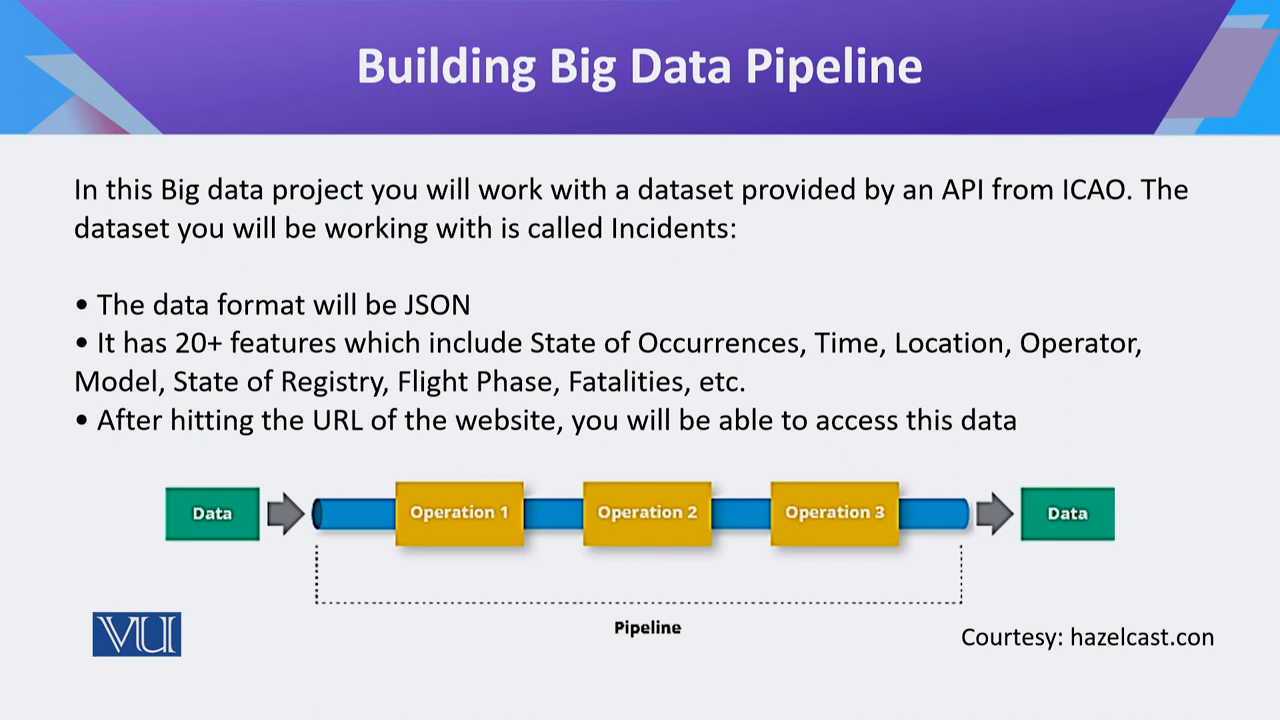 Building Big Data Pipeline
In this Big data project you will work with a dataset provided by an API from ICAO. The
dataset you will be working with is called Incidents:
• The data format will be JSON
• It has 20+ features which include State of Occurrences, Time, Location, Operator,
Model, State of Registry, Flight Phase, Fatalities, etc.
• After hitting the URL of the website, you will be able to access this data
Data
Operation 1
Operation 2
Operation 3
Data
Pipeline
VU
Courtesy: hazelcast.con